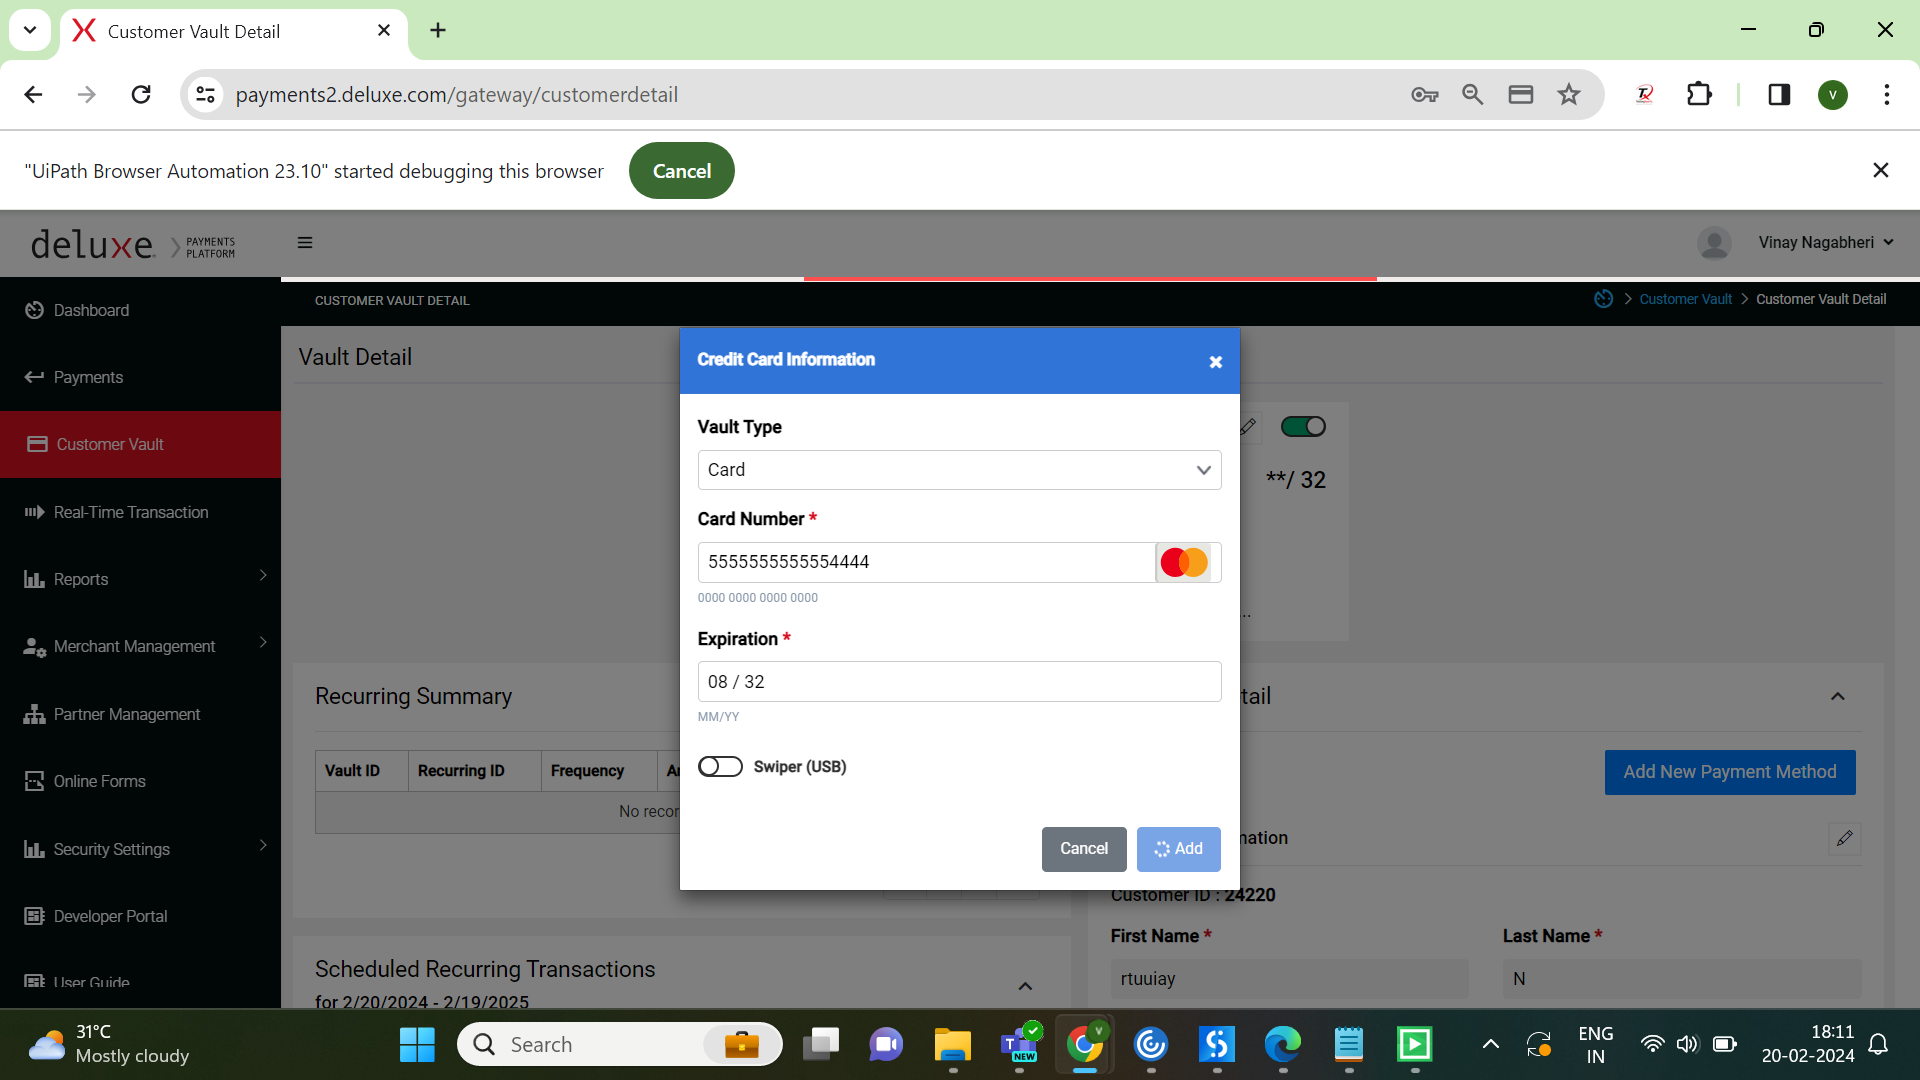 Customer Vault Detail
payments2.deluxe.com/gateway/customerdetail
V
"UiPath Browser Automation 23.10" started debugging this browser
Cancel
deluxe. PAYMENTS
PLATFORM
Vinay Nagabheri
CUSTOMER VAULT DETAIL
Customer Vault
Customer Vault Detail
Dashboard
Payments
Customer Vault
Real-Time Transaction
Reports
Merchant Management
Partner Management
Online Forms
Security Settings
Developer Portal
User Guide
Vault Detail
**/ 32
...
Credit Card Information
Vault Type
Card
Card Number *
5555555555554444
0000 0000 0000 0000
Expiration *
08 / 32
MM/YY
Swiper (USB)
Cancel
Add
Recurring Summary
Vault ID
Recurring ID
Frequency
No
tail
Add New Payment Method
mation
Customer ID : 24220
First Name *
Last Name *
rtuuiay
N
Scheduled Recurring Transactions
for 2/20/2024 - 2/19/2025
31°C
Mostly cloudy
Search
NEW
V
ENG
IN
18:11
20-02-2024